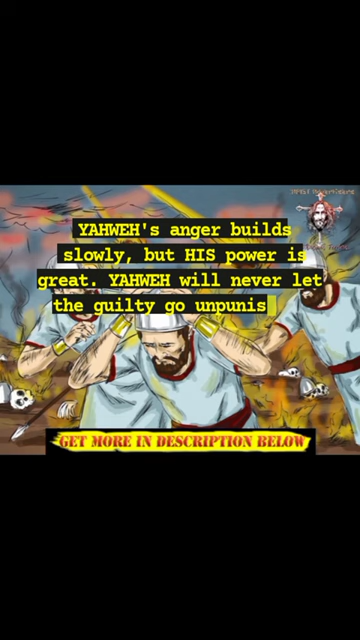 YAHWEH's anger builds
slowly, but HIS power is
great. YAHWEH will never let
the guilty go unpunis
GET MORE IN DESCRIPTION BELOW